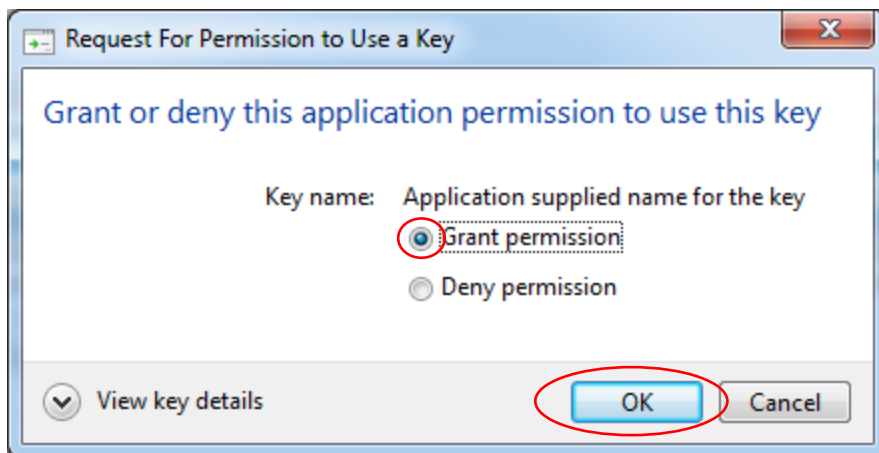 Request For Permission to Use a Key
Grant or deny this application permission to use this key
Key name: Application supplied name for the key
Grant permission
Deny permission
View key details
OK
Cancel